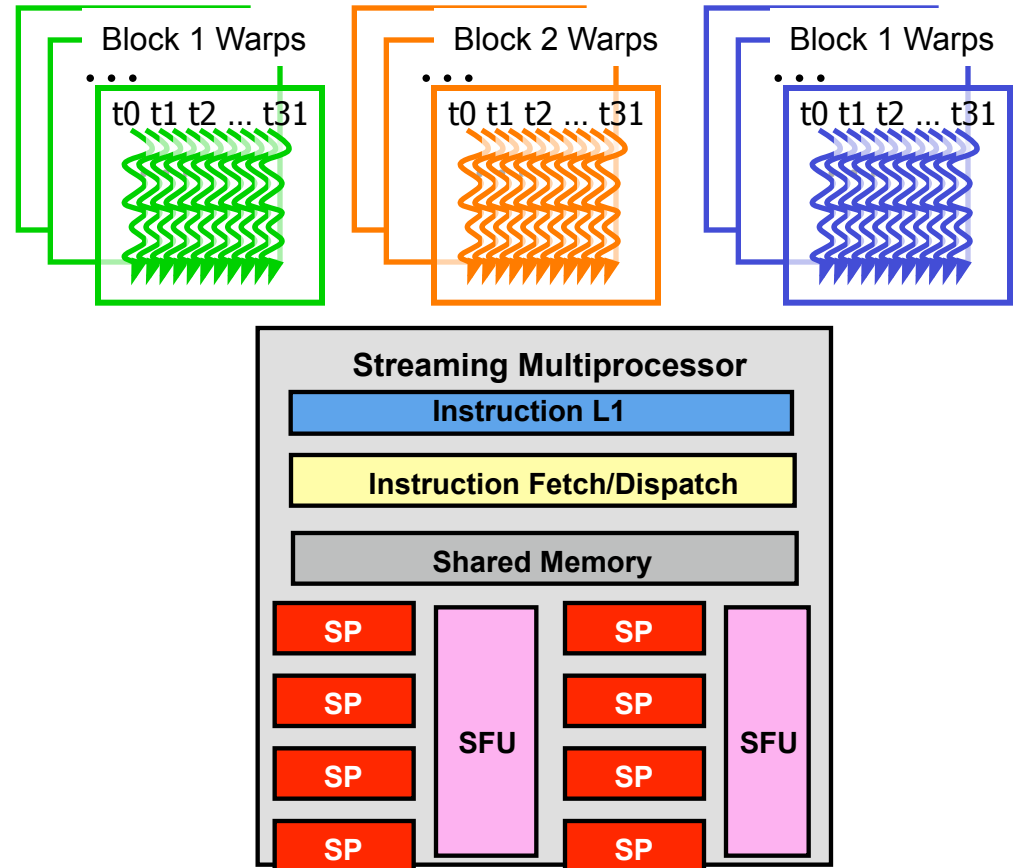 Block 1 Warps
Block 2 Warps
Block 1 Warps
. . .
. . .
. . .
t0 t1 t2 ... t31
t0 t1 t2 ... t31
t0 t1 t2 ... t31
Streaming Multiprocessor
Instruction L1
Instruction Fetch/Dispatch
Shared Memory
SP
SP
SP
SP
SFU
SFU
SP
SP
SP
SP